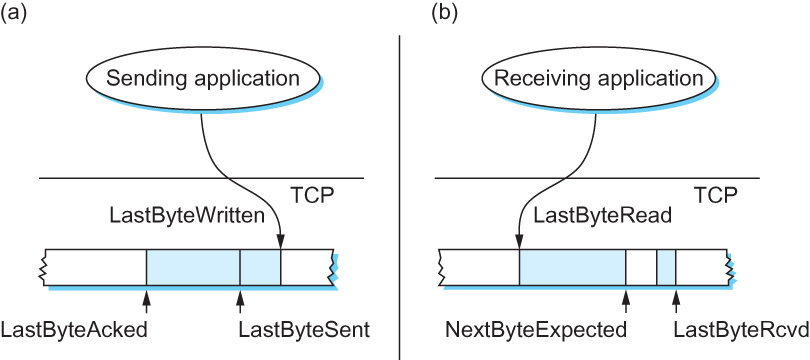 (a)
Sending application
TCP
LastByteWritten
LastByteAcked
LastByteSent
(b)
Receiving application
TCP
LastByteRead
NextByteExpected
LastByteRcvd